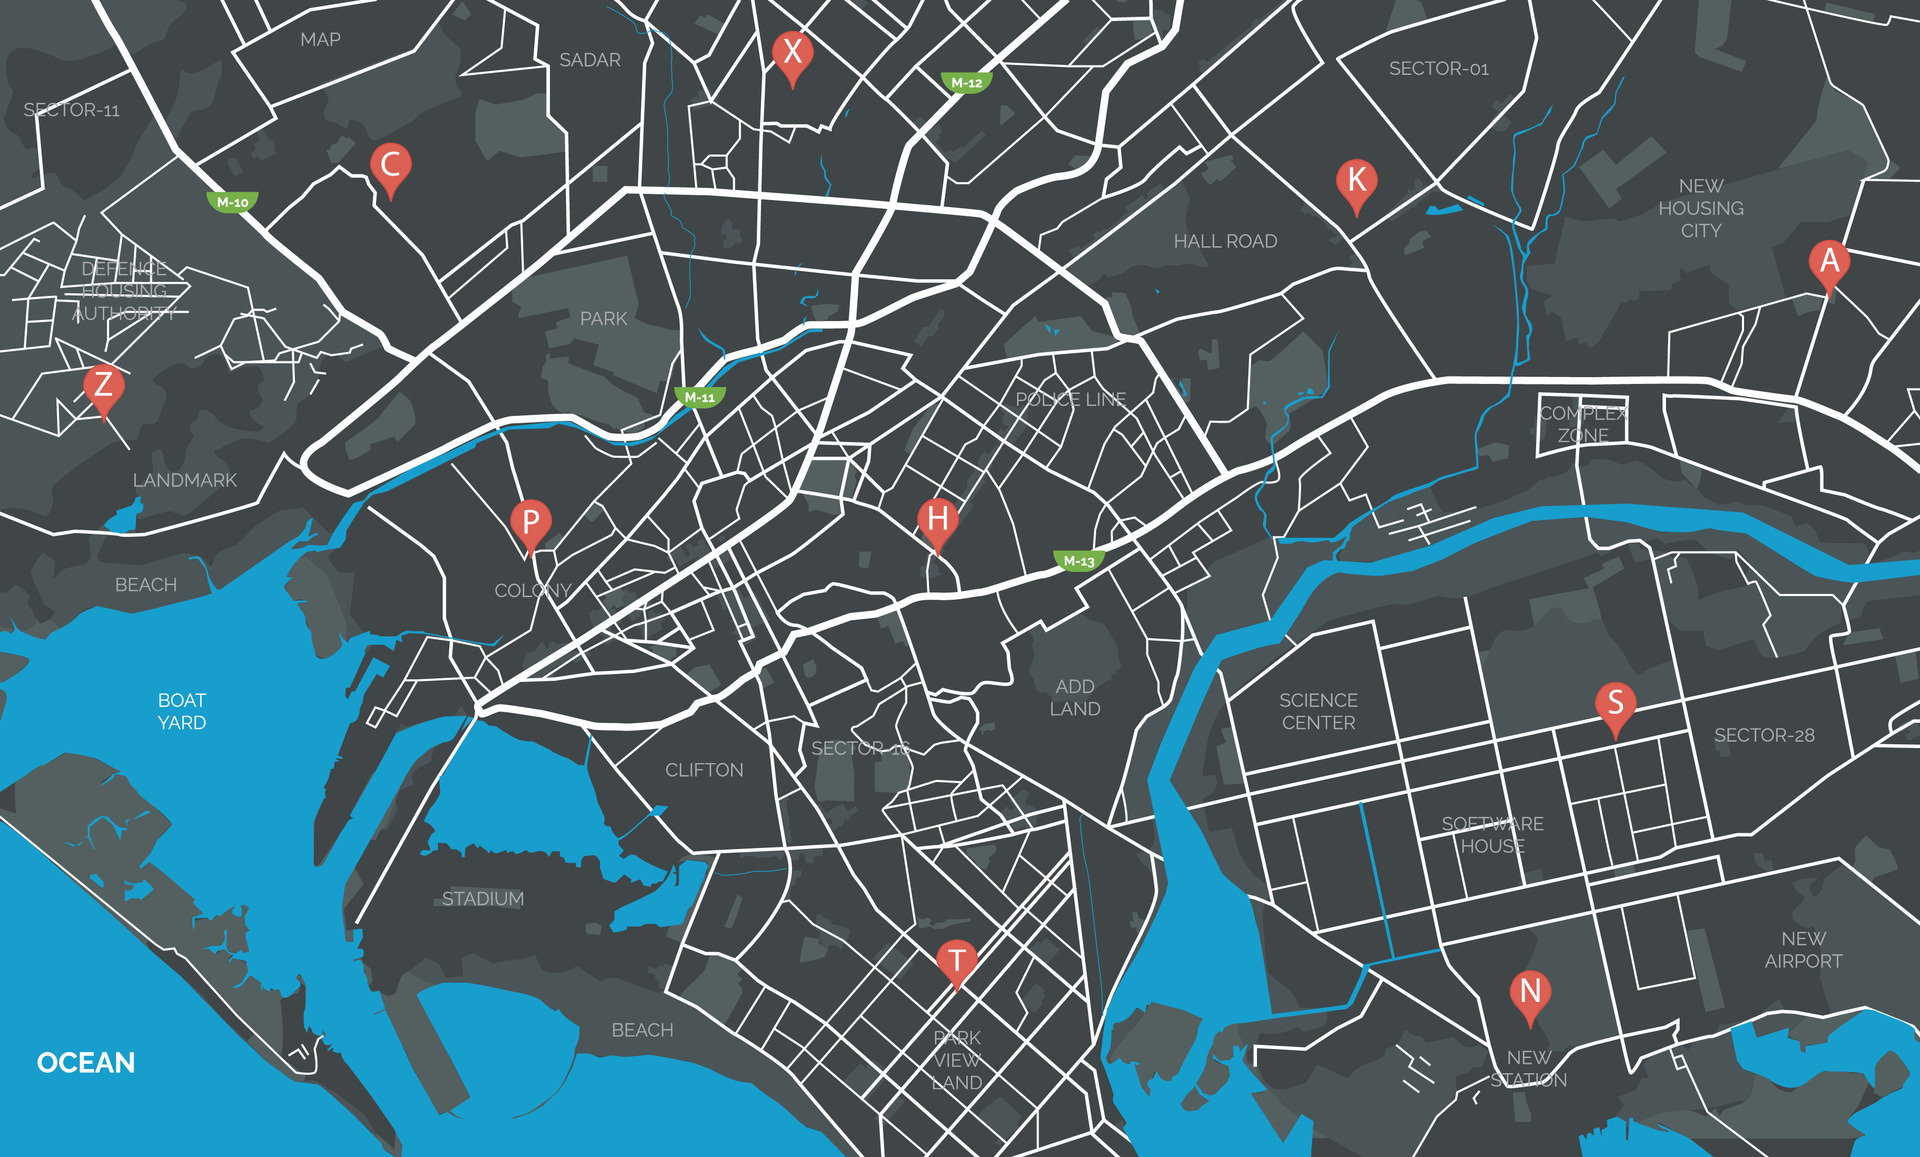 MAP
SADAR
X
M-12
SECTOR-01
SECTOR-11
C
K
M-10
NEW
HOUSING
CITY
HALL ROAD
A
DEFENCE
HOUSING
AUTHORITY
PARK
Z
M-11
POLICE LINE
COMPLEX
ZONE
LANDMARK
P
H
M-13
BEACH
COLONY
BOAT
YARD
ADD
LAND
SCIENCE
CENTER
S
SECTOR-28
SECTOR-16
CLIFTON
SOFTWARE
HOUSE
STADIUM
T
NEW
AIRPORT
N
BEACH
PARK
VIEW
LAND
OCEAN
NEW
STATION